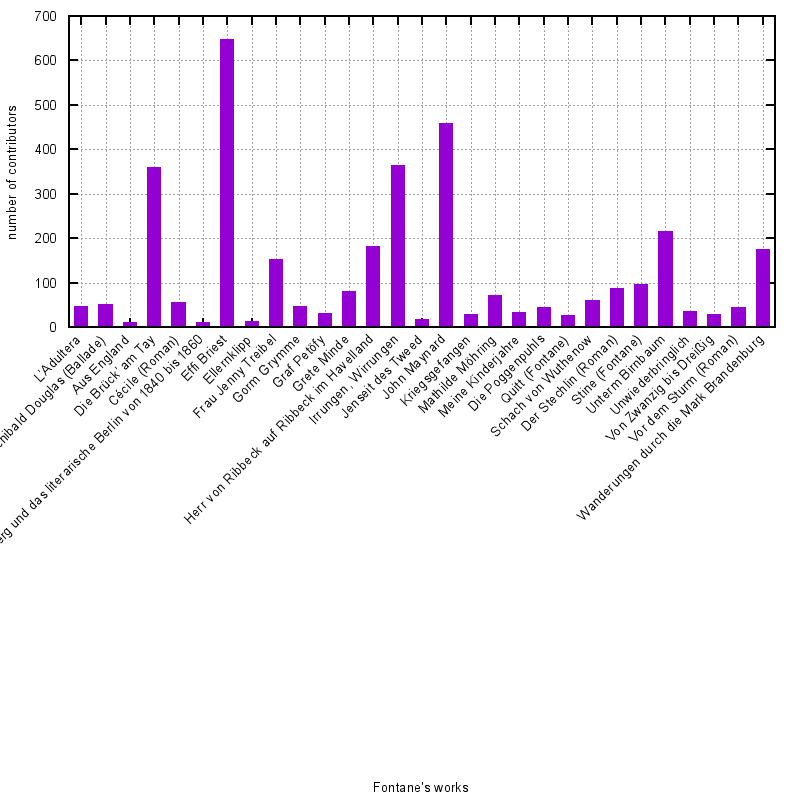 700
600
500
400
300
200
100
0
number of contributors
L'Adultera
Douglas (Ballade)
Aus England
Die Brück am Tay
Cécile (Roman)
und das literarische Berlin von 1840 bis 1860
Effi Briest
Ellernklipp
Frau Jenny Treibel
Gorm Grymme
Graf Petöfy
Grete Minde
Herr von Ribbeck auf Ribbeck im Havelland
Irrungen, Wirrungen
Jenseit des Tweed
John Maynard
Kriegsgefangen
Mathilde Möhring
Meine Kinderjahre
Die Poggenpuhls
Quitt (Fontane)
Schach von Wuthenow
Der Stechlin (Roman)
Stine (Fontane)
Unterm Birnbaum
Unwiederbringlich
Von Zwanzig bis Dreißig
Vor dem Sturm (Roman)
Wanderungen durch die Mark Brandenburg
Fontane's works